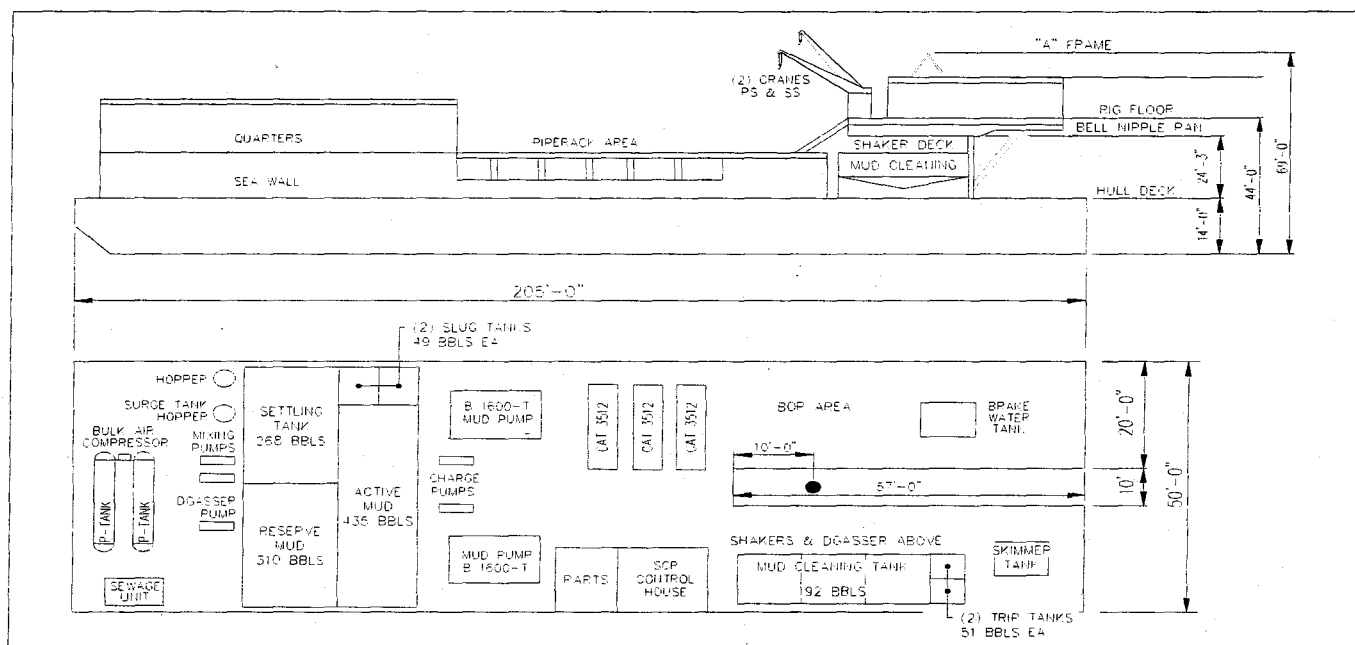 "A" FRAME
(2) CRANES
PS & SS
RIG FLOOR
BELL NIPPLE PAN
QUARTERS
PIPERACK AREA
SHAKER DECK
MUD CLEANING
SEA WALL
HULL DECK
24'-3"
44'-0"
69'-0"
14'-0"
205'-0"
(2) SLUG TANKS
49 BBLS EA
HOPPER
SURGE TANK
HOPPER
BULK AIR
COMPRESSOR
MIXING
PUMPS
DGASSER
PUMP
P-TANK
P-TANK
SEWAGE
UNIT
SETTLING
TANK
268 BBLS
RESERVE
MUD
310 BBLS
ACTIVE
MUD
435 BBLS
B 1600-T
MUD PUMP
CHARGE
PUMPS
MUD PUMP
B 1600-T
CAT 3512
CAT 3512
CAT 3512
PARTS
SCR
CONTROL
HOUSE
BOP AREA
BRAKE
WATER
TANK
10'-0"
57'-0"
20'-0"
10'
50'-0"
SHAKERS & DGASSER ABOVE
MUD CLEANING TANK
192 BBLS
SKIMMER
TANK
(2) TRIP TANKS
51 BBLS EA